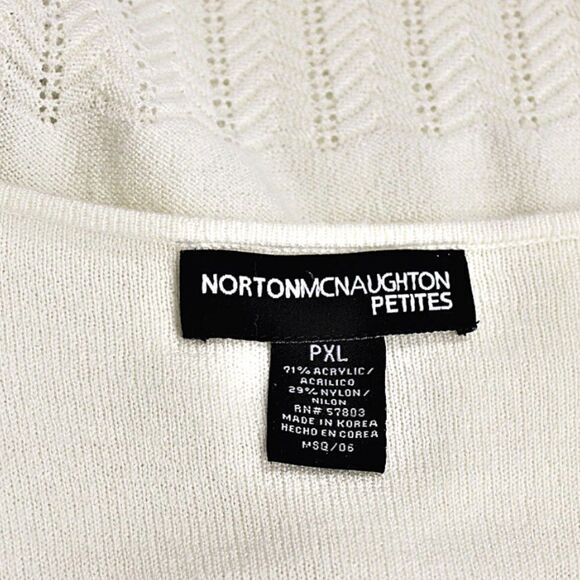 NORTONMCNAUGHTON
PETITES
PXL
71% ACRYLIC/
ACRILICO
29% NYLON/
NILON
RN# 57803
MADE IN KOREA
HECHO EN COREA
MSQ/06